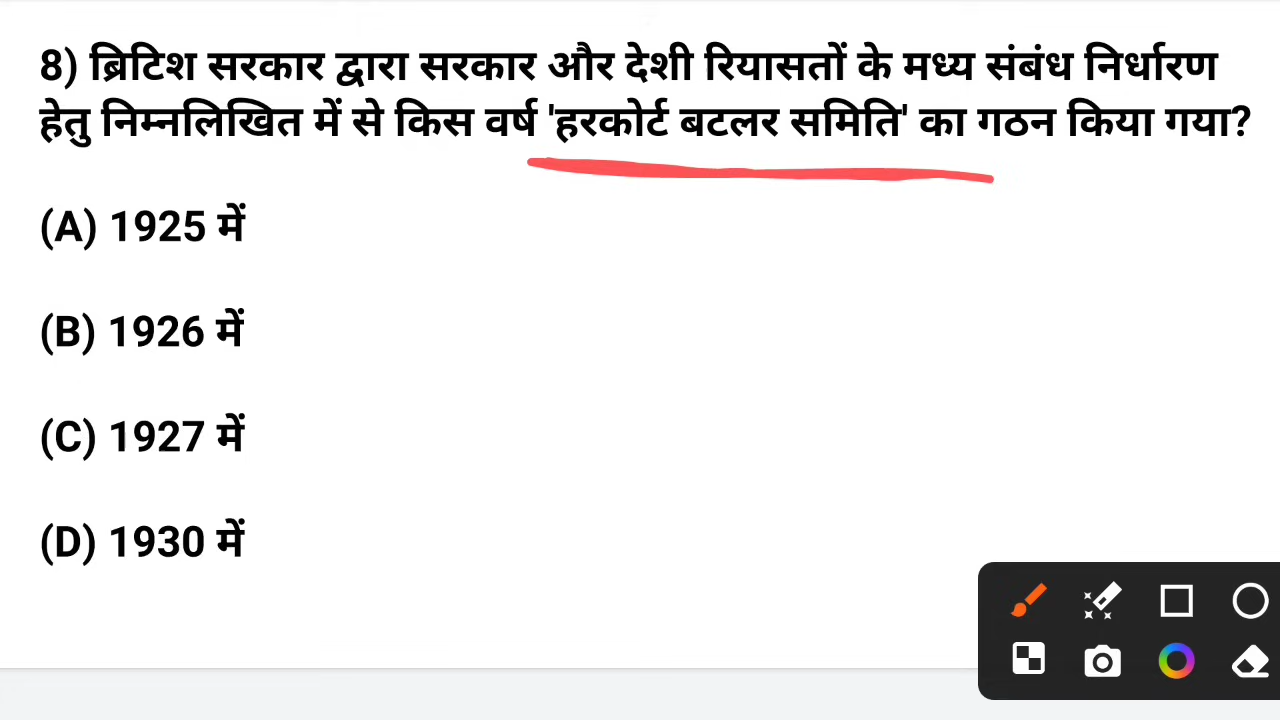 8) ब्रिटिश सरकार द्वारा सरकार और देशी रियासतों के मध्य संबंध निर्धारण
हेतु निम्नलिखित में से किस वर्ष 'हरकोर्ट बटलर समिति' का गठन किया गया?
(A) 1925 में
(B) 1926 में
(C) 1927 में
(D) 1930 में